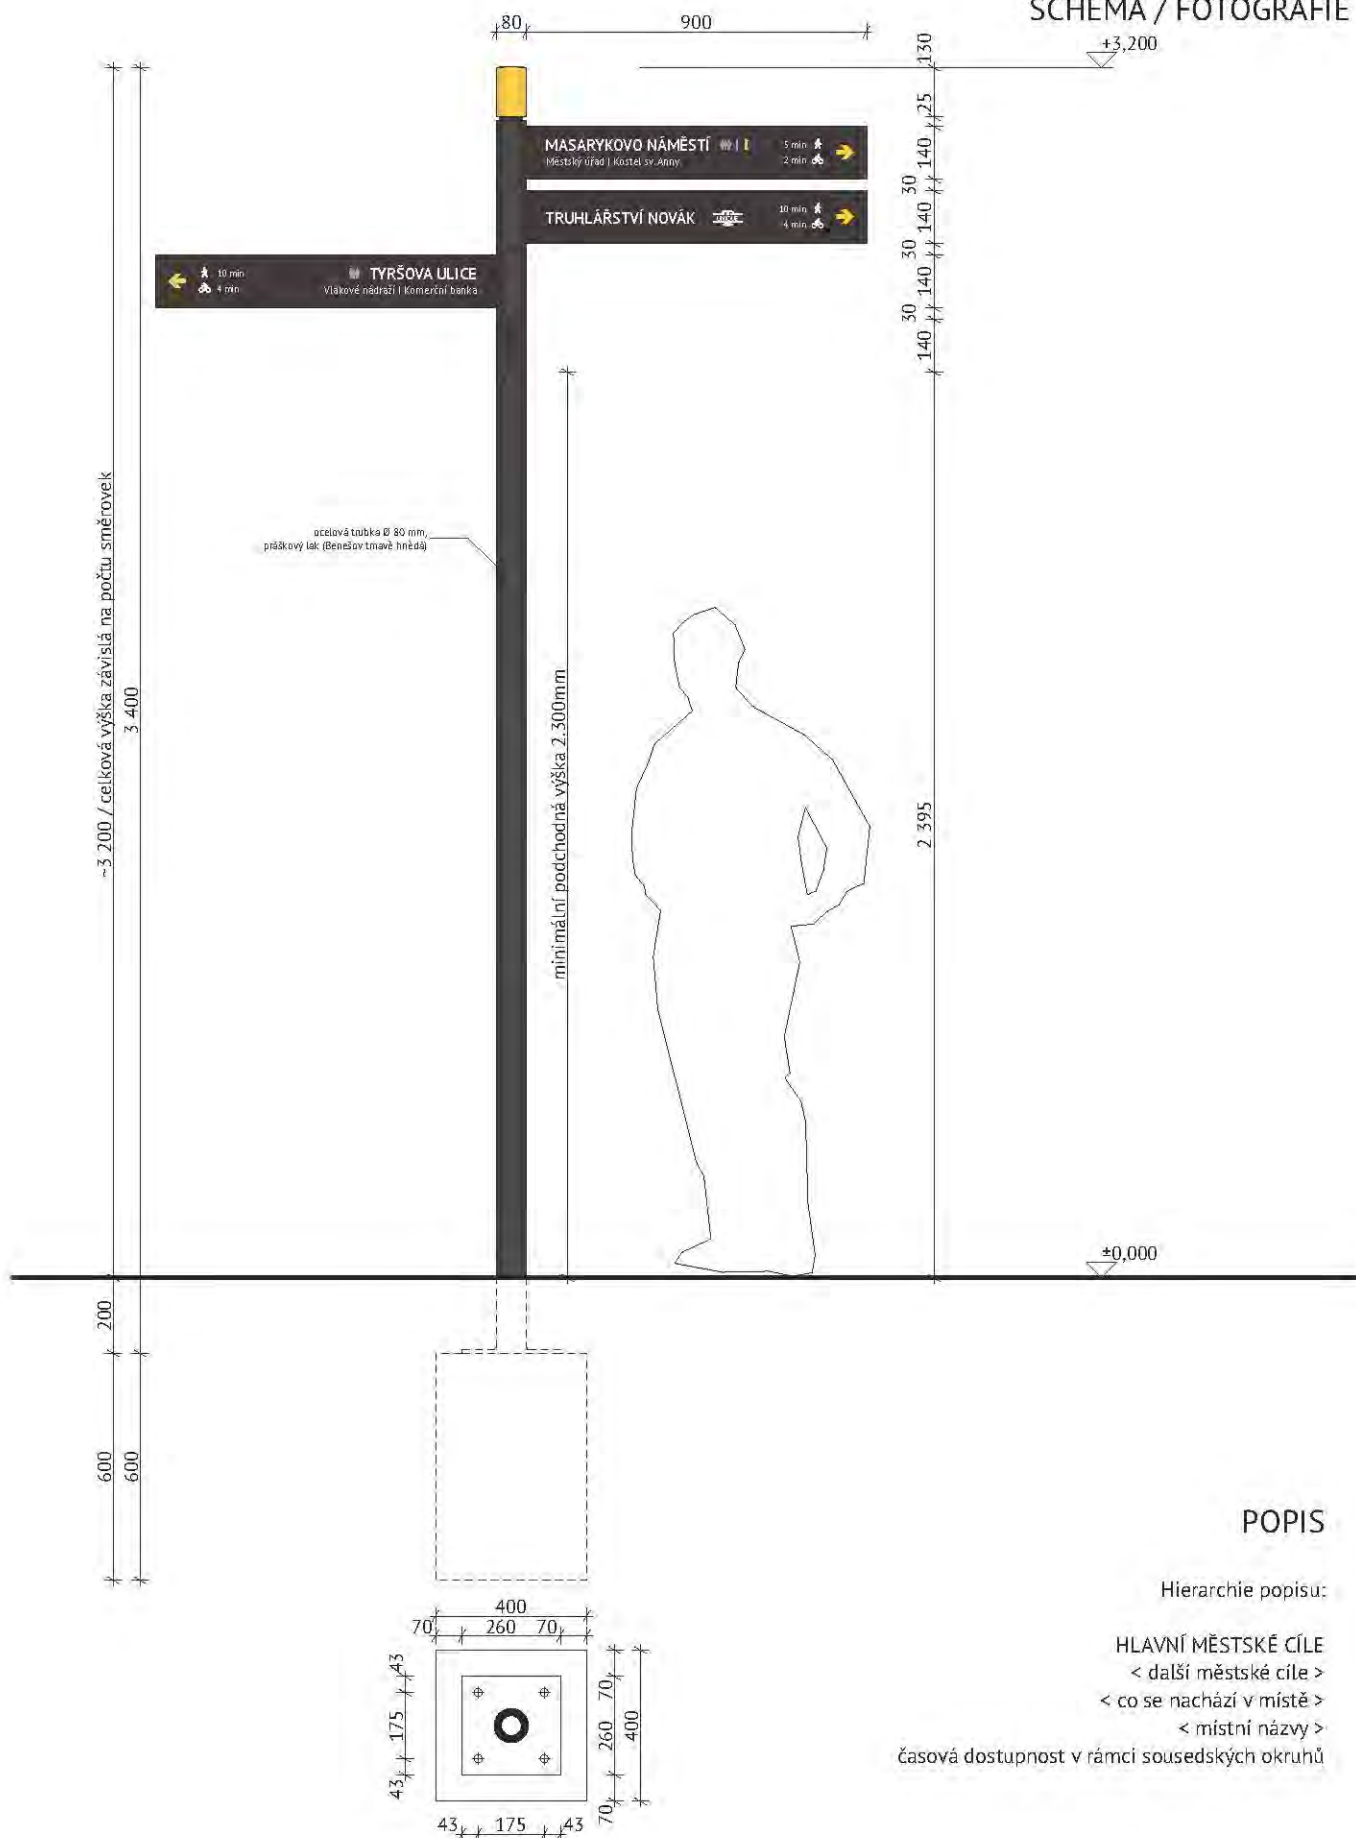 SCHÉMA / FOTOGRAFIE
80
900
+3,200
130
25
140
30
140
30
140
30
140
MASARYKOVO NÁMĚSTÍ
Městský úřad | Kostel sv. Anny
5 min
2 min
TRUHLÁŘSTVÍ NOVÁK
10 min
4 min
10 min
4 min
TYRŠOVA ULICE
Vlakové nádraží | Komerční banka
ocelová trubka Ø 80 mm,
práškový lak (Benešov tmavě hnědá)
~3 200 / celková výška závislá na počtu směrovek
3 400
minimální podchodná výška 2.300mm
2 395
±0,000
200
600
600
POPIS
Hierarchie popisu:
HLAVNÍ MĚSTSKÉ CÍLE
< další městské cíle >
< co se nachází v místě >
< místní názvy >
časová dostupnost v rámci sousedských okruhů
400
70 260 70
43
175
43
70
260
70
400
43 175 43